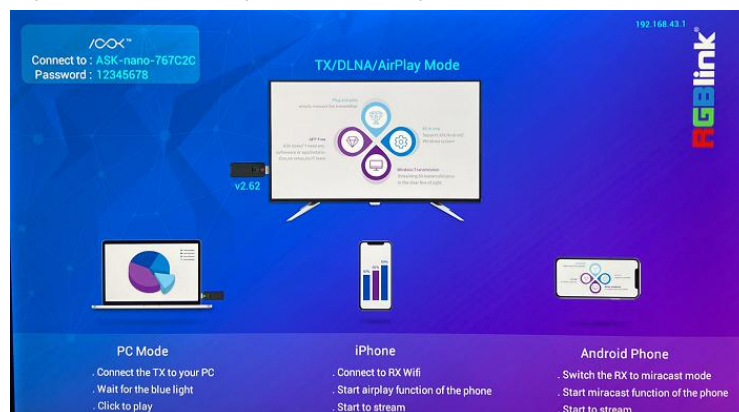 192.168.43.1
Connect to : ASK-nano-767C2C
Password : 12345678
RGBlink
TX/DLNA/AirPlay Mode
Wireless Transmission
v2.62
PC Mode
. Connect the TX to your PC
. Wait for the blue light
. Click to play
iPhone
. Connect to RX Wifi
. Start airplay function of the phone
. Start to stream
Android Phone
. Switch the RX to miracast mode
. Start miracast function of the phone
. Start to stream